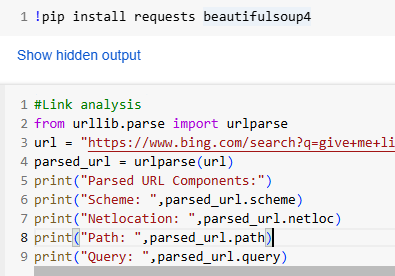 1 !pip install requests beautifulsoup4
Show hidden output
1 #Link analysis
2 from urllib.parse import urlparse
3 url = "https://www.bing.com/search?q=give+me+li
4 parsed_url = urlparse(url)
5 print("Parsed URL Components:")
6 print("Scheme: ",parsed_url.scheme)
7 print("Netlocation: ",parsed_url.netloc)
8 print("Path: ",parsed_url.path)
9 print("Query: ",parsed_url.query)